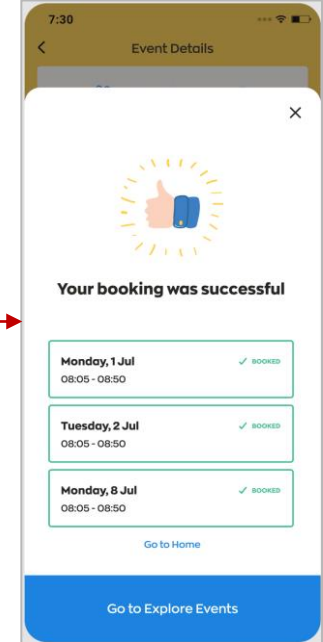 7:30
Event Details
Your booking was successful
Monday, 1 Jul
✓ BOOKED
08:05 - 08:50
Tuesday, 2 Jul
✓ BOOKED
08:05 - 08:50
Monday, 8 Jul
✓ BOOKED
08:05 - 08:50
Go to Home
Go to Explore Events